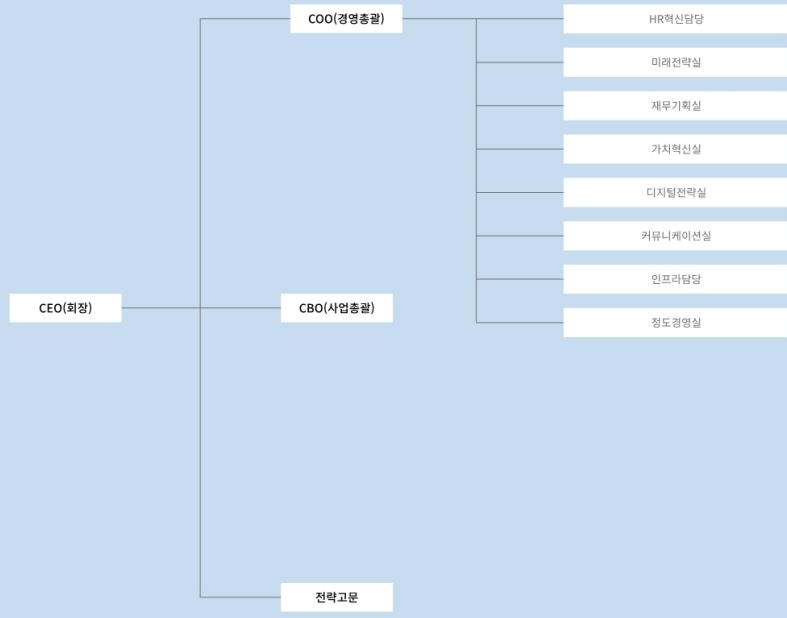 COO(경영총괄)
HR혁신담당
미래전략실
재무기획실
가치혁신실
디지털전략실
커뮤니케이션실
CEO(회장)
CBO(사업총괄)
인프라담당
정도경영실
전략고문